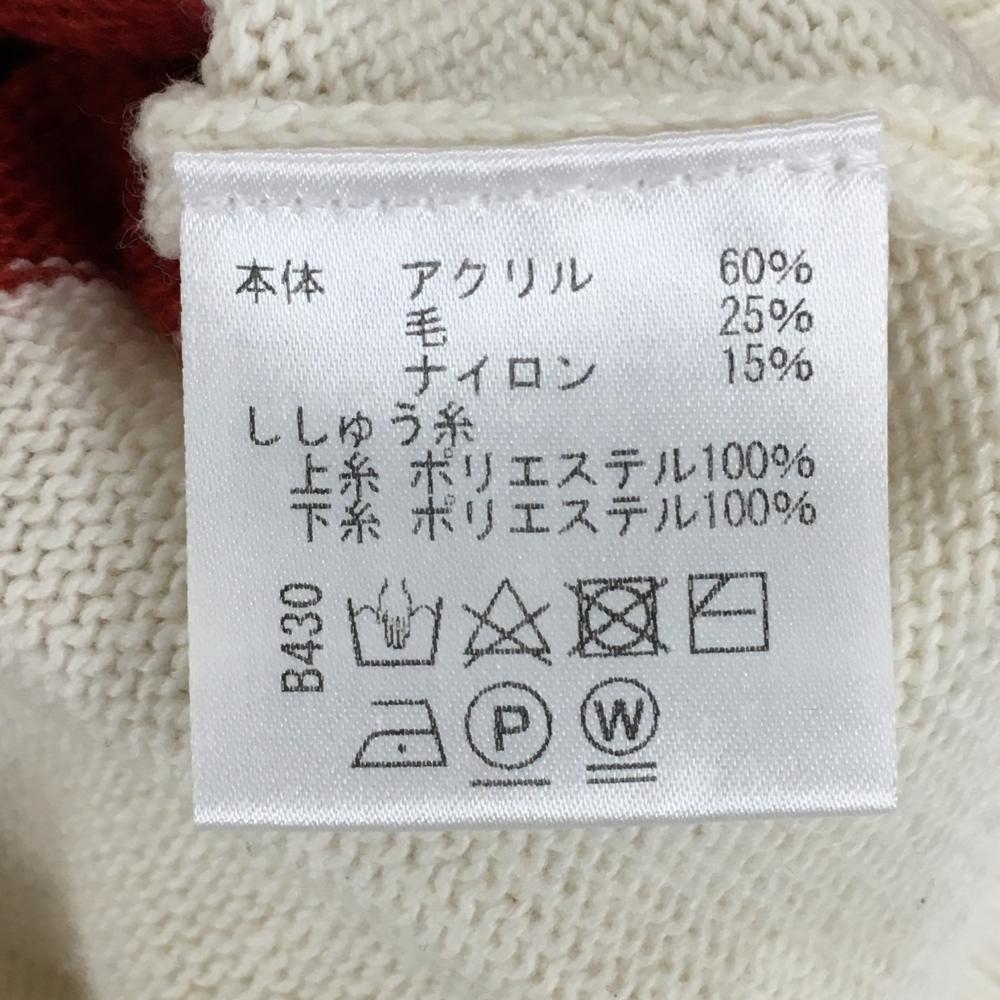 本体 アクリル 60%
毛 25%
ナイロン 15%
ししゅう糸
上糸 ポリエステル100%
下糸 ポリエステル100%
B430
P W